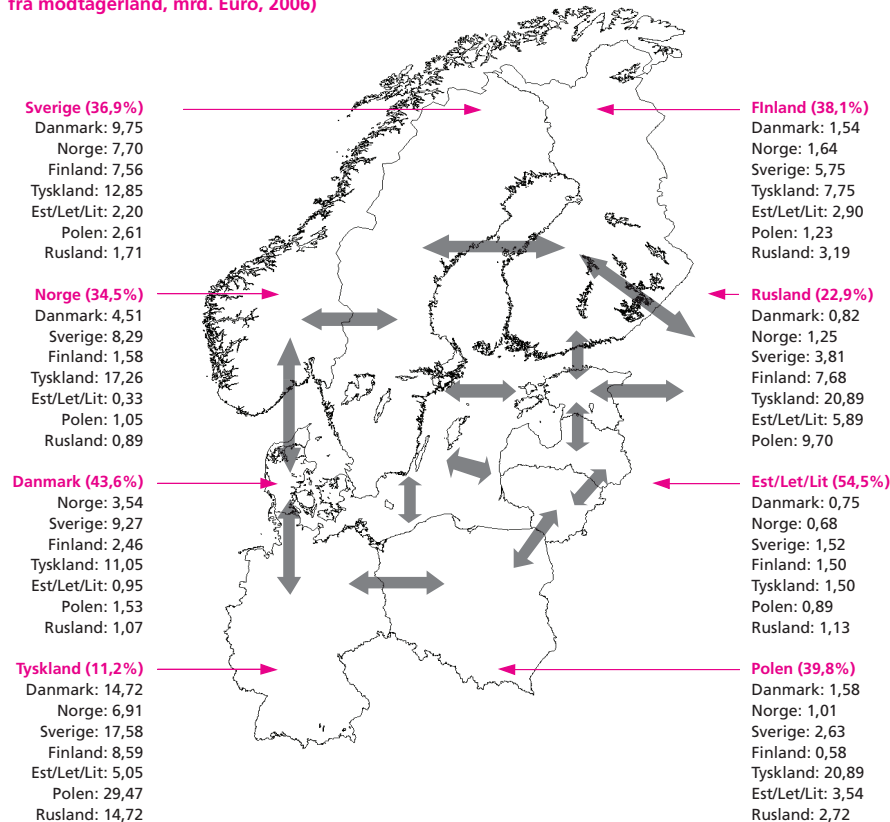 fra modtagerland, mrd. Euro, 2006)
Sverige (36,9%)
Danmark: 9,75
Norge: 7,70
Finland: 7,56
Tyskland: 12,85
Est/Let/Lit: 2,20
Polen: 2,61
Rusland: 1,71
Norge (34,5%)
Danmark: 4,51
Sverige: 8,29
Finland: 1,58
Tyskland: 17,26
Est/Let/Lit: 0,33
Polen: 1,05
Rusland: 0,89
Danmark (43,6%)
Norge: 3,54
Sverige: 9,27
Finland: 2,46
Tyskland: 11,05
Est/Let/Lit: 0,95
Polen: 1,53
Rusland: 1,07
Tyskland (11,2%)
Danmark: 14,72
Norge: 6,91
Sverige: 17,58
Finland: 8,59
Est/Let/Lit: 5,05
Polen: 29,47
Rusland: 14,72
FInland (38,1%)
Danmark: 1,54
Norge: 1,64
Sverige: 5,75
Tyskland: 7,75
Est/Let/Lit: 2,90
Polen: 1,23
Rusland: 3,19
Rusland (22,9%)
Danmark: 0,82
Norge: 1,25
Sverige: 3,81
Finland: 7,68
Tyskland: 20,89
Est/Let/Lit: 5,89
Polen: 9,70
Est/Let/Lit (54,5%)
Danmark: 0,75
Norge: 0,68
Sverige: 1,52
Finland: 1,50
Tyskland: 1,50
Polen: 0,89
Rusland: 1,13
Polen (39,8%)
Danmark: 1,58
Norge: 1,01
Sverige: 2,63
Finland: 0,58
Tyskland: 20,89
Est/Let/Lit: 3,54
Rusland: 2,72